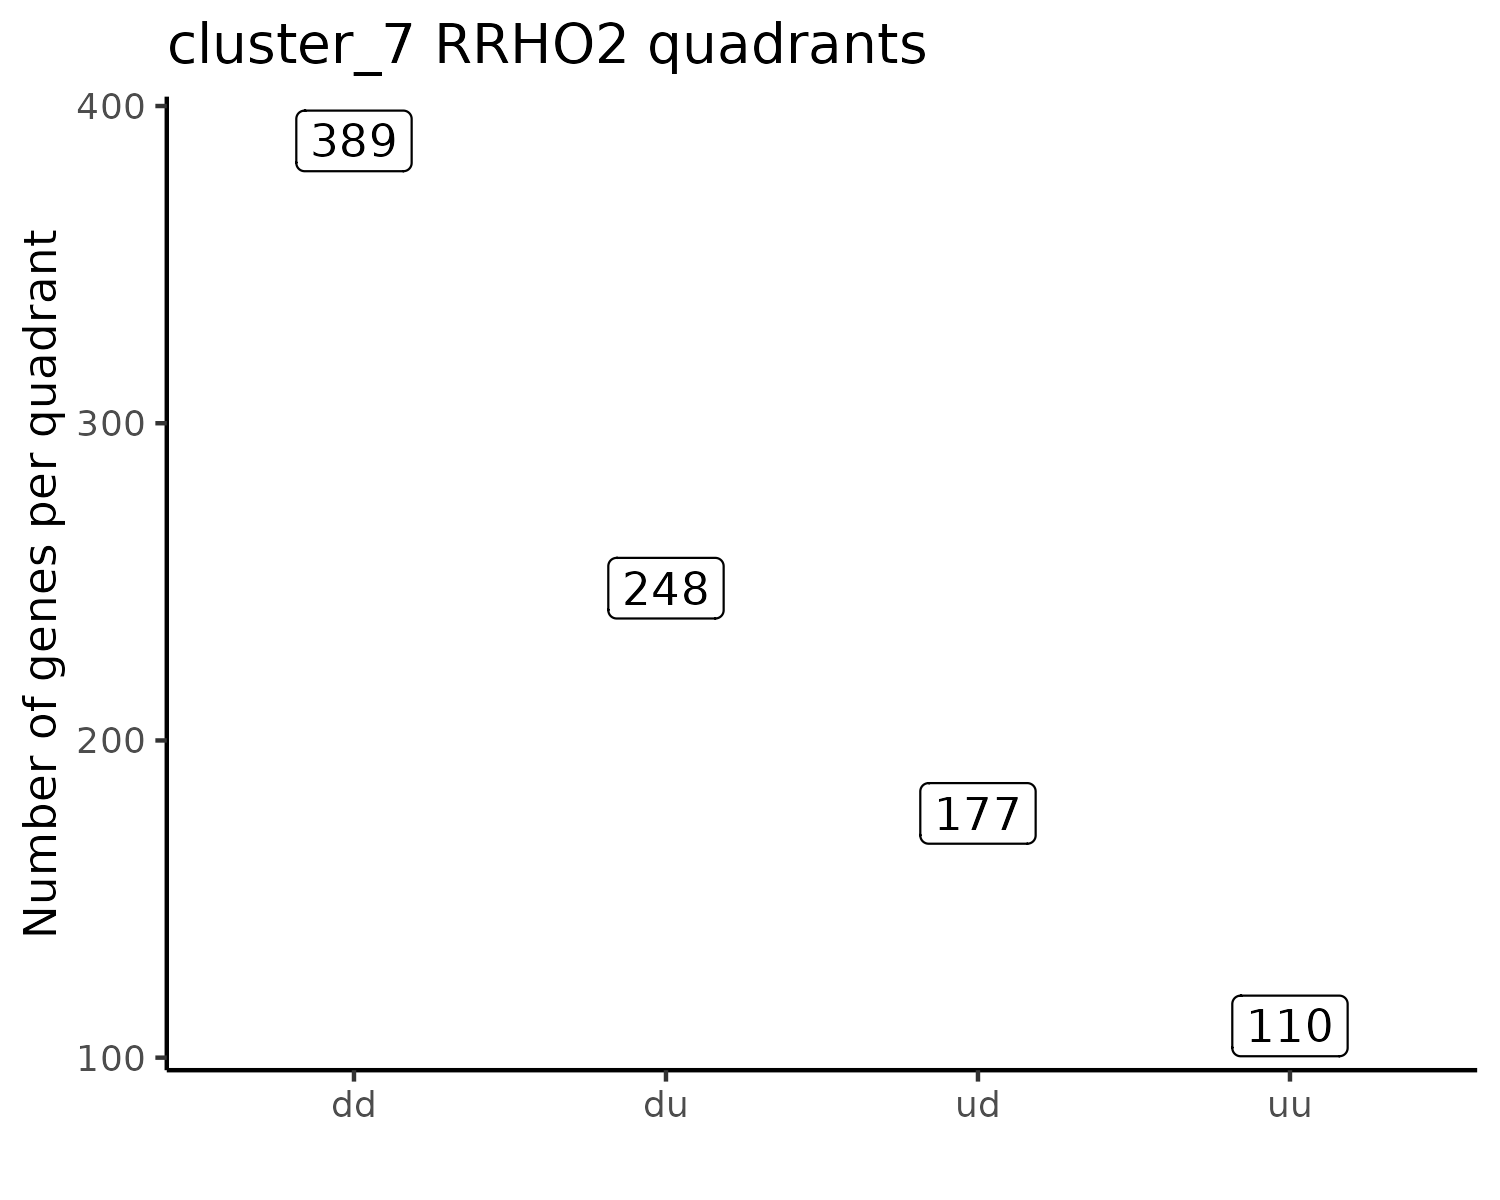 cluster_7 RRHO2 quadrants
Number of genes per quadrant
400
300
200
100
389
248
177
110
dd
du
ud
uu